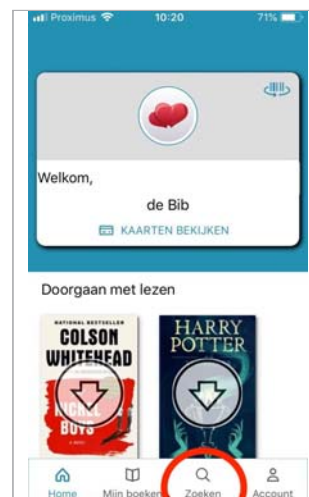 Proximus 10:20 71%
Welkom,
de Bib
KAARTEN BEKIJKEN
Doorgaan met lezen
NATIONAL BESTSELLER
COLSON
WHITEHEAD
NICKEL
BOYS
HARRY
POTTER
Home Mijn boeken Zoeken Account